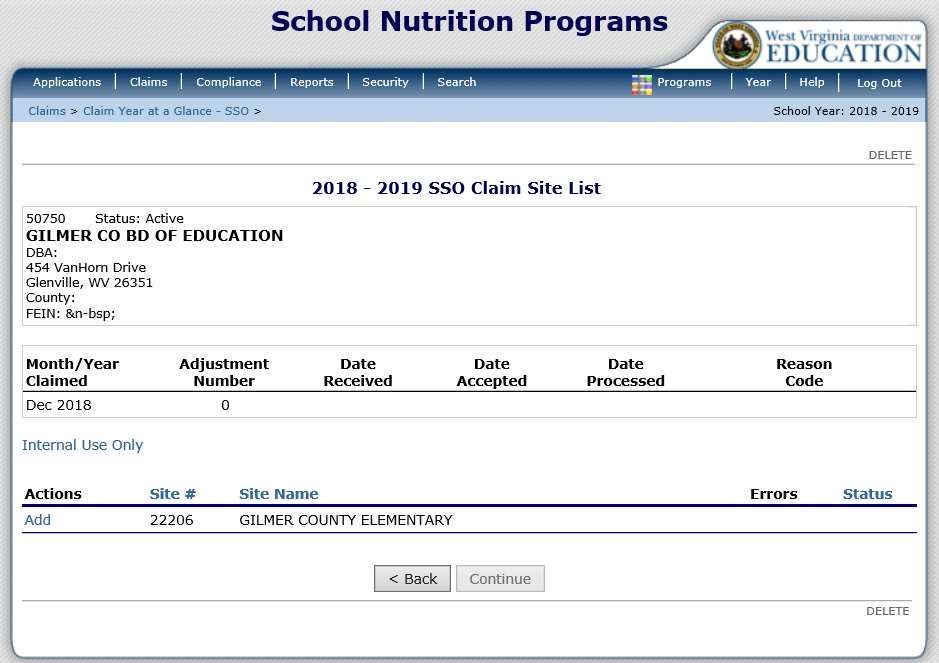 School Nutrition Programs
West Virginia DEPARTMENT OF
EDUCATION
Applications Claims Compliance Reports Security Search Programs Year Help Log Out
Claims > Claim Year at a Glance - SSO > School Year: 2018 - 2019
DELETE
2018 - 2019 SSO Claim Site List
50750 Status: Active
GILMER CO BD OF EDUCATION
DBA:
454 VanHorn Drive
Glenville, WV 26351
County:
FEIN: &n-bsp;
Month/Year Adjustment Date Date Date Reason
Claimed Number Received Accepted Processed Code
Dec 2018 0
Internal Use Only
Actions Site # Site Name Errors Status
Add 22206 GILMER COUNTY ELEMENTARY
< Back Continue
DELETE